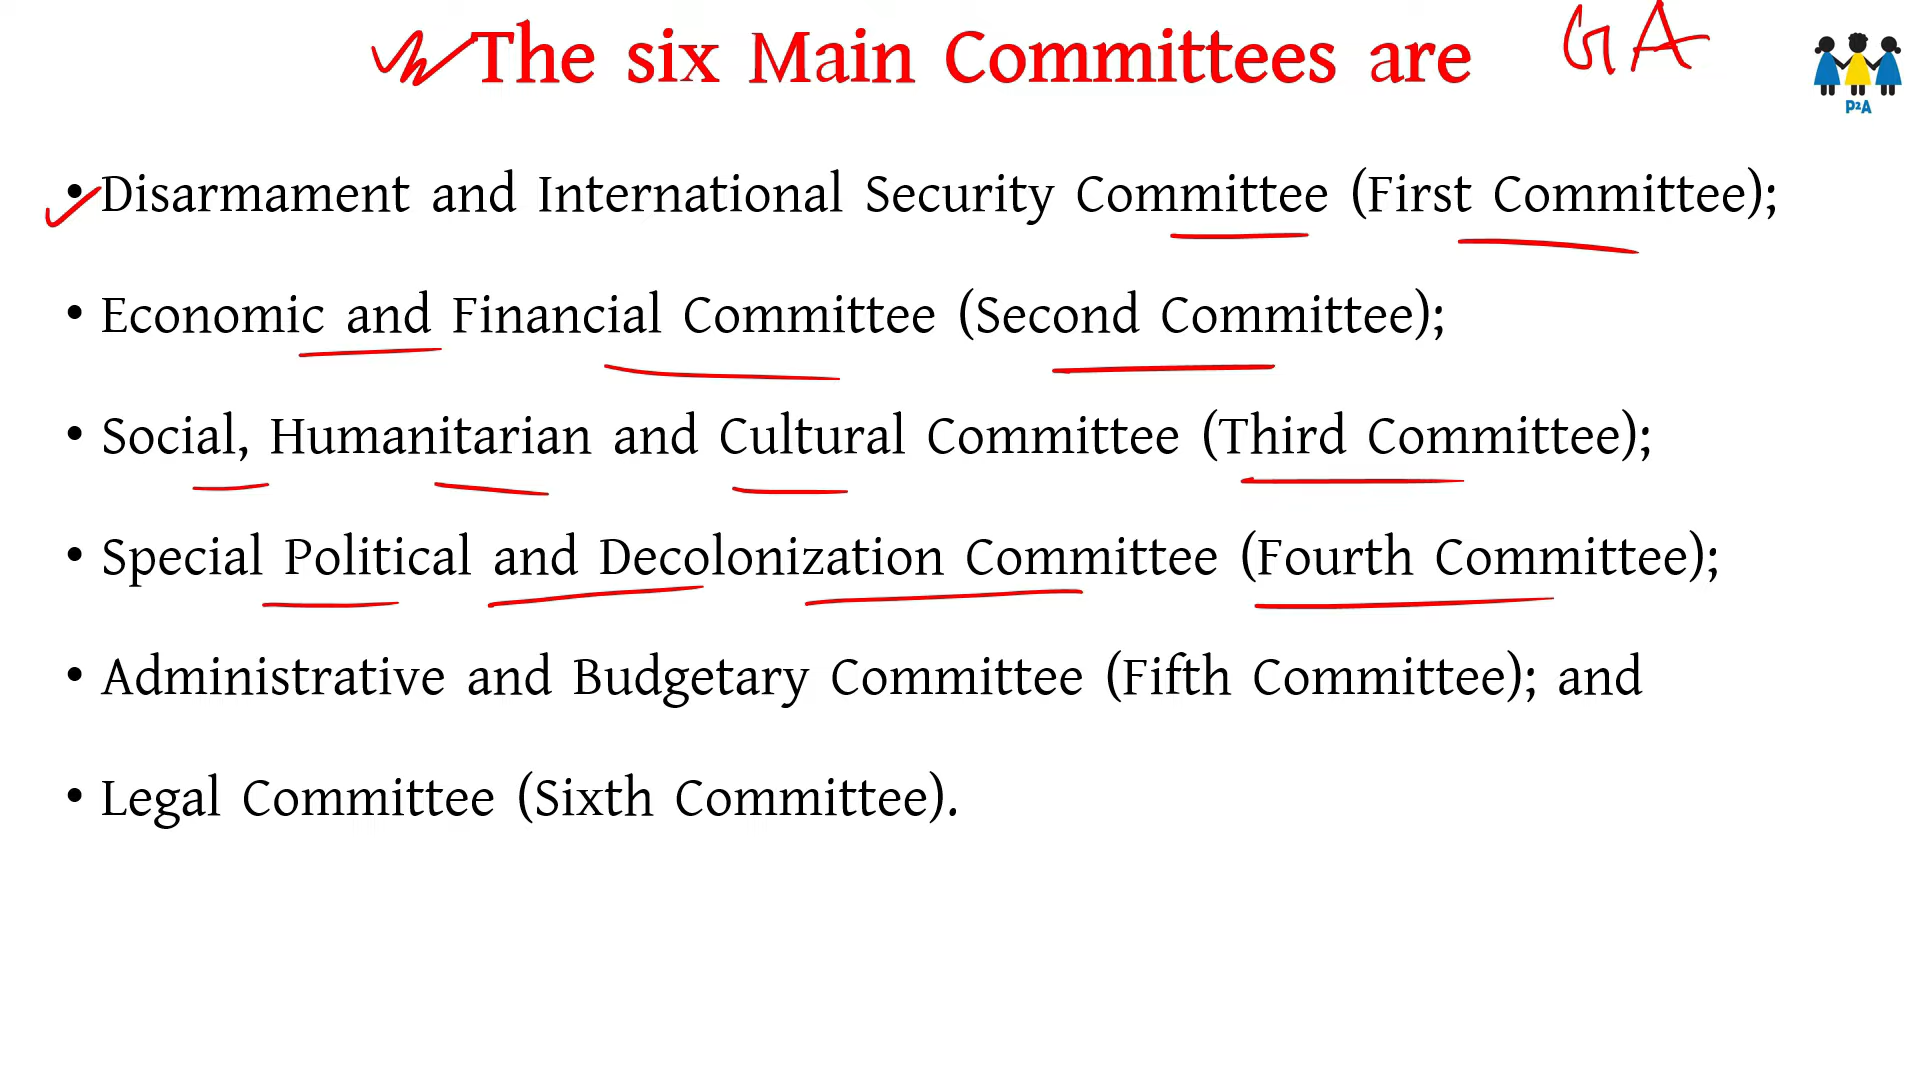 The six Main Committees are GA
P²A
• Disarmament and International Security Committee (First Committee);
• Economic and Financial Committee (Second Committee);
• Social, Humanitarian and Cultural Committee (Third Committee);
• Special Political and Decolonization Committee (Fourth Committee);
• Administrative and Budgetary Committee (Fifth Committee); and
• Legal Committee (Sixth Committee).